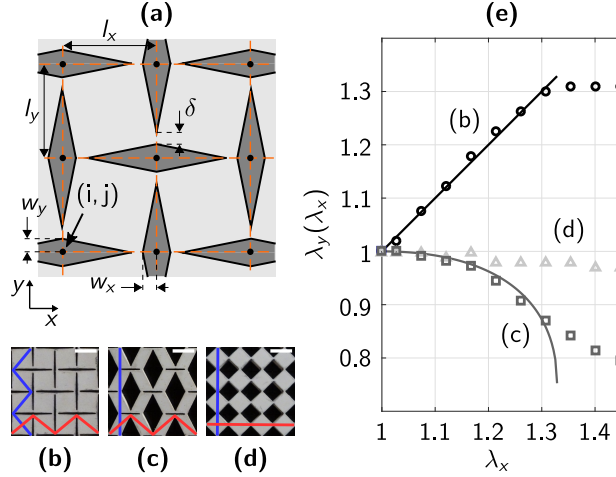 (a)
l_x
l_y
δ
(i, j)
w_y
w_x
y
x
(b)
(c)
(d)
(e)
λ_y(λ_x)
1.3
1.2
1.1
1
0.9
0.8
(b)
(d)
(c)
1
1.1
1.2
1.3
1.4
λ_x